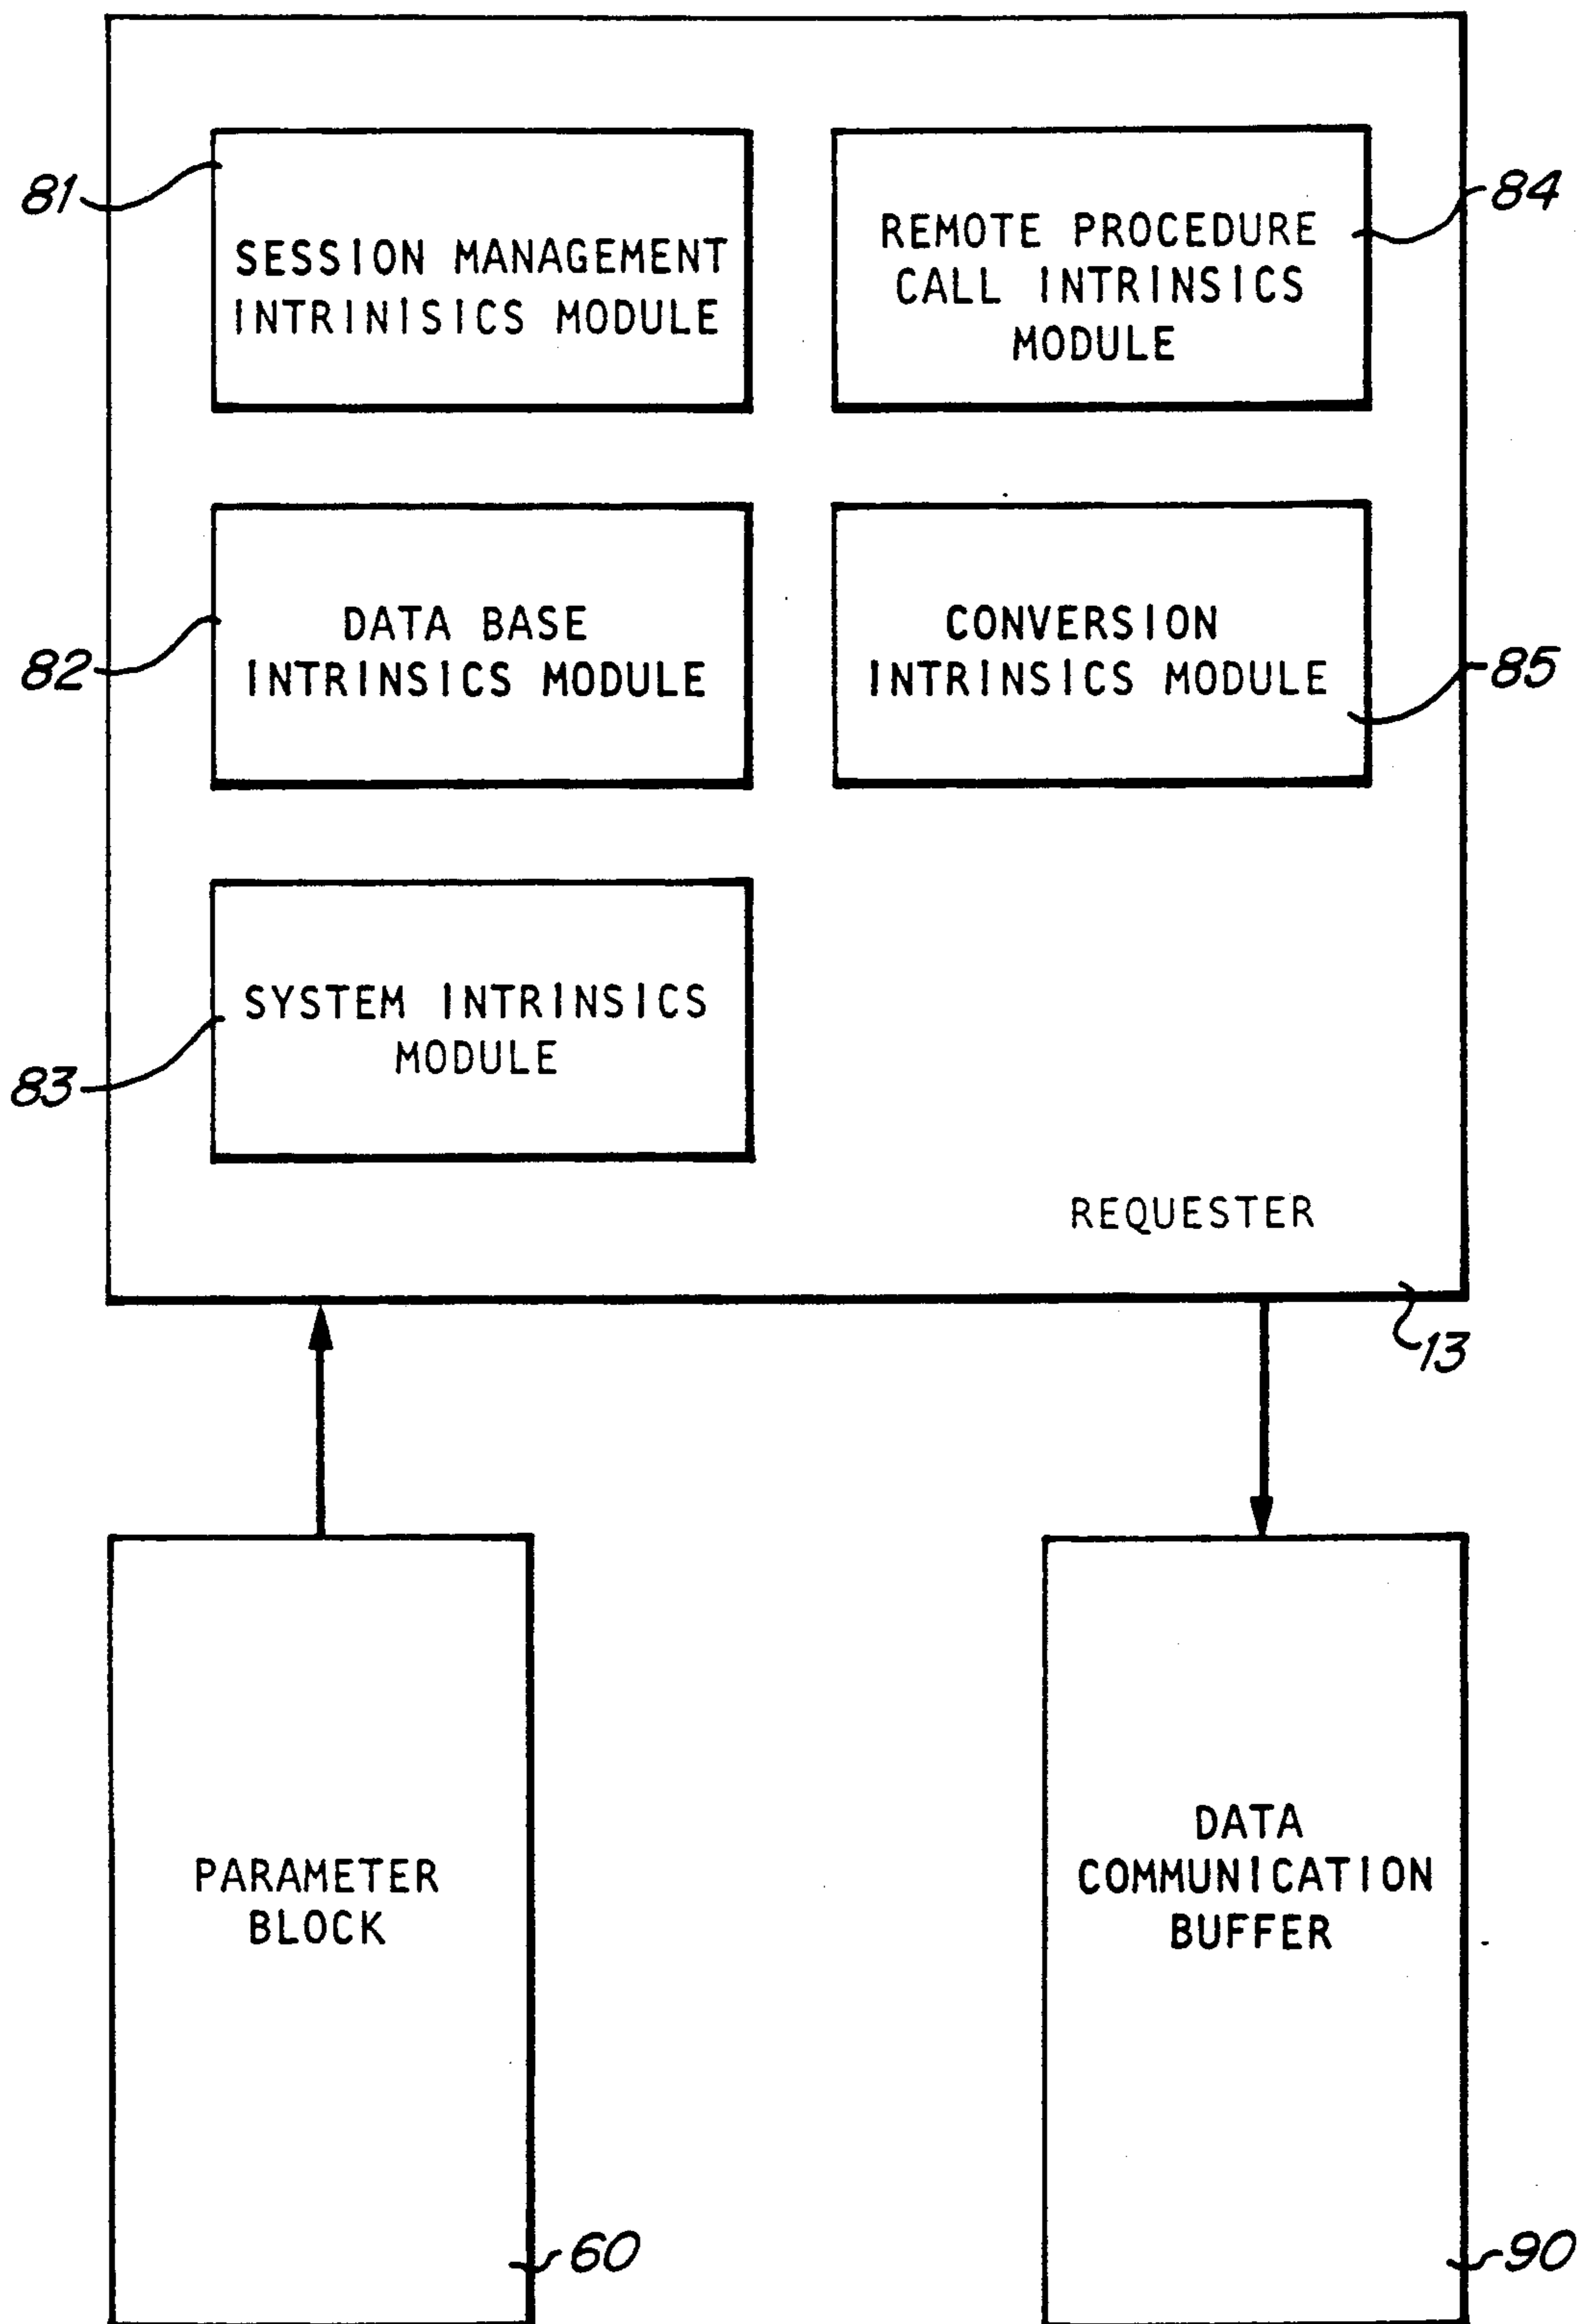 81
SESSION MANAGEMENT
INTRINISICS MODULE
REMOTE PROCEDURE
CALL INTRINSICS
MODULE
84
82
DATA BASE
INTRINSICS MODULE
CONVERSION
INTRINSICS MODULE
85
83
SYSTEM INTRINSICS
MODULE
REQUESTER
13
PARAMETER
BLOCK
60
DATA
COMMUNICATION
BUFFER
90